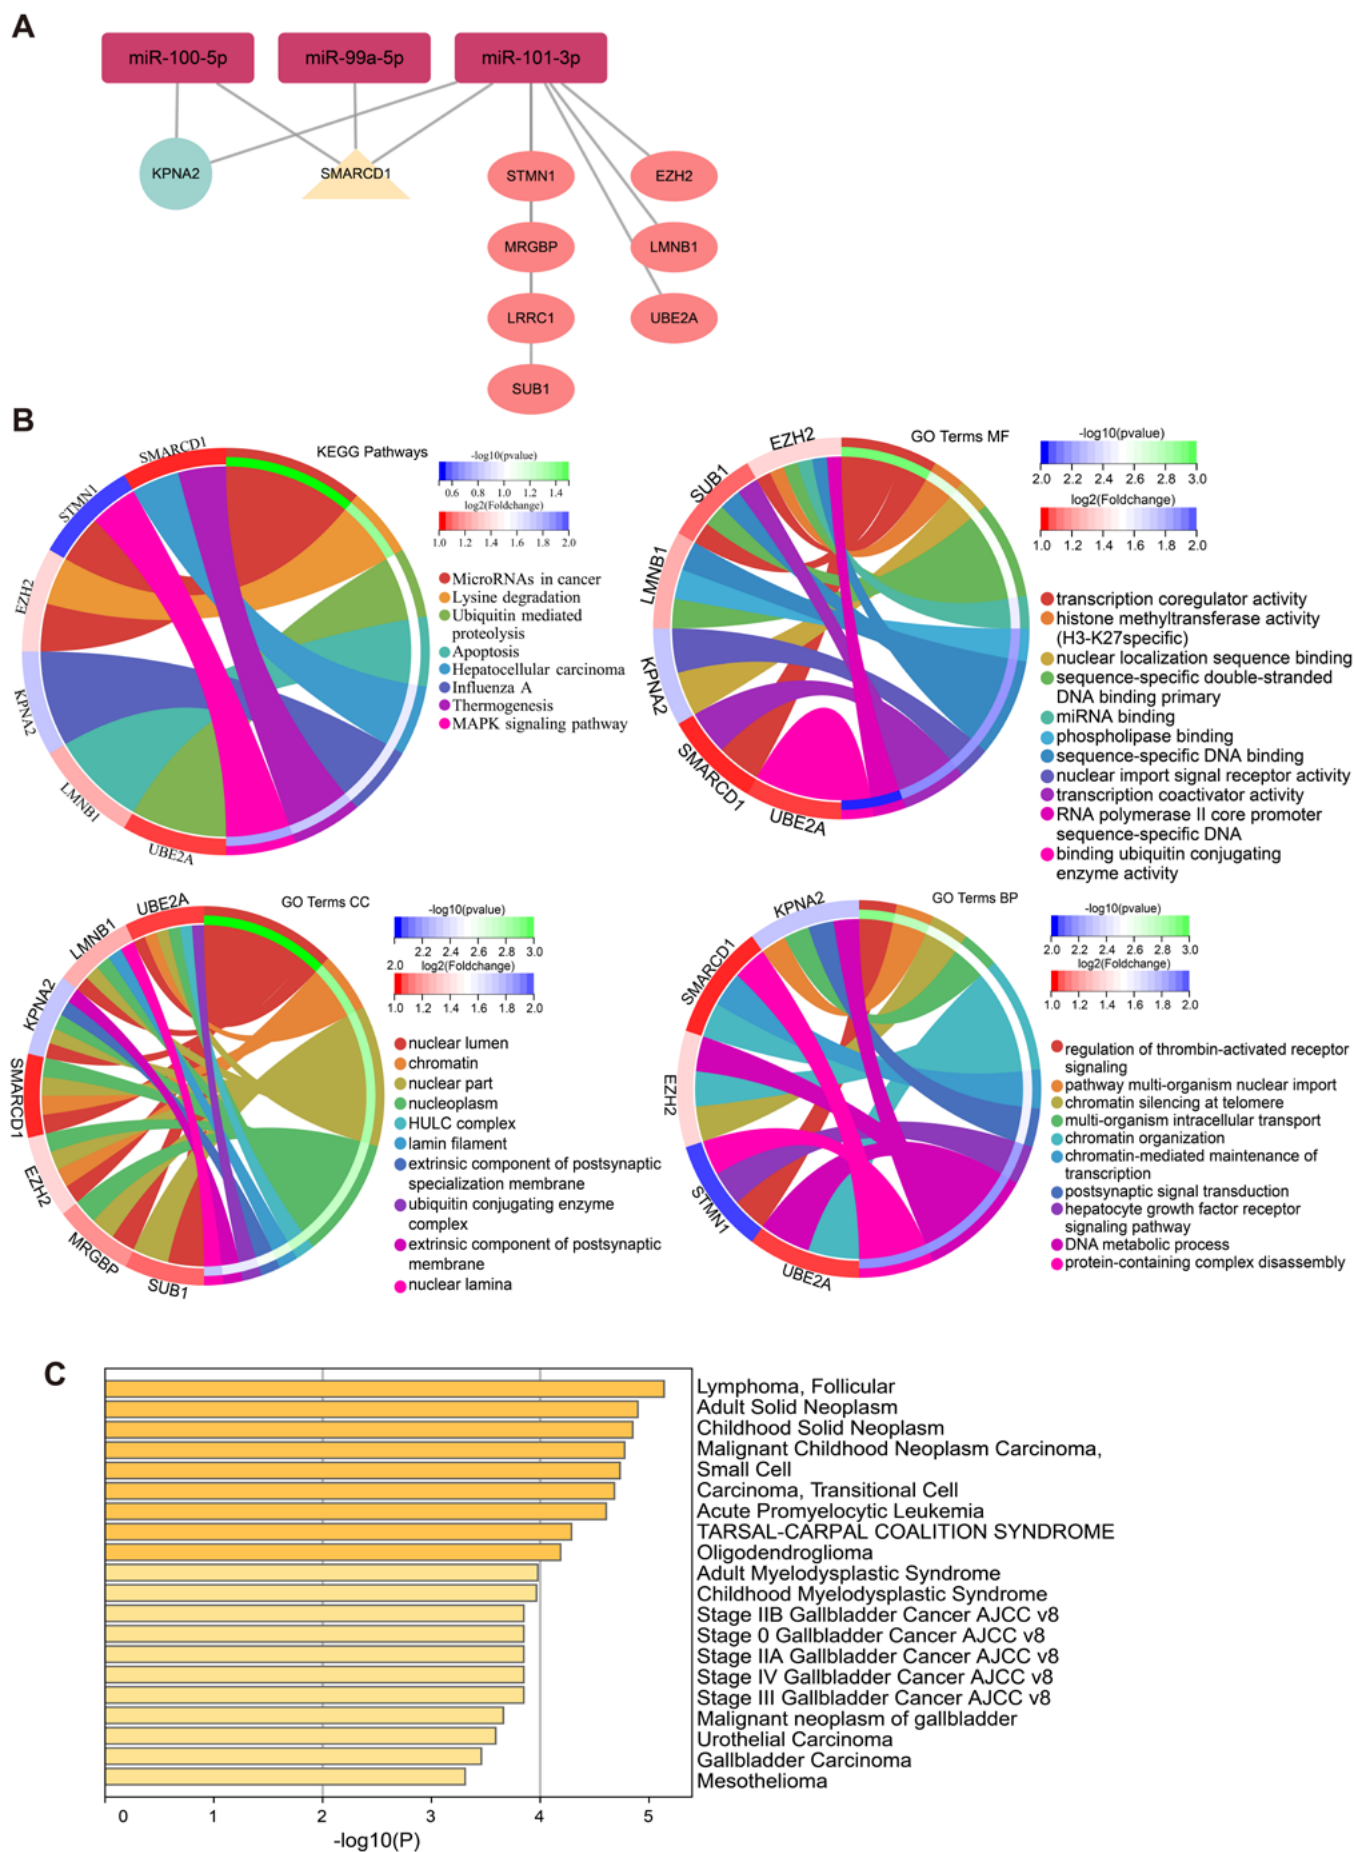 A
miR-100-5p
miR-99a-5p
miR-101-3p
KPNA2
SMARCD1
STMN1
EZH2
MRGBP
LMNB1
LRRC1
UBE2A
SUB1
B
KEGG Pathways
SMARCD1
STMN1
EZH2
KPNA2
LMNB1
UBE2A
-log10(pvalue)
0.6 0.8 1.0 1.2 1.4
log2(Foldchange)
1.0 1.2 1.4 1.6 1.8 2.0
MicroRNAs in cancer
Lysine degradation
Ubiquitin mediated
proteolysis
Apoptosis
Hepatocellular carcinoma
Influenza A
Thermogenesis
MAPK signaling pathway
GO Terms MF
EZH2
SUB1
LMNB1
KPNA2
SMARCD1
UBE2A
-log10(pvalue)
2.0 2.2 2.4 2.6 2.8 3.0
log2(Foldchange)
1.0 1.2 1.4 1.6 1.8 2.0
transcription coregulator activity
histone methyltransferase activity
(H3-K27specific)
nuclear localization sequence binding
sequence-specific double-stranded
DNA binding primary
miRNA binding
phospholipase binding
sequence-specific DNA binding
nuclear import signal receptor activity
transcription coactivator activity
RNA polymerase II core promoter
sequence-specific DNA
binding ubiquitin conjugating
enzyme activity
GO Terms CC
UBE2A
LMNB1
KPNA2
SMARCD1
EZH2
MRGBP
SUB1
-log10(pvalue)
2.2 2.4 2.6 2.8 3.0
2.0
log2(Foldchange)
1.0 1.2 1.4 1.6 1.8 2.0
nuclear lumen
chromatin
nuclear part
nucleoplasm
HULC complex
lamin filament
extrinsic component of postsynaptic
specialization membrane
ubiquitin conjugating enzyme
complex
extrinsic component of postsynaptic
membrane
nuclear lamina
GO Terms BP
KPNA2
SMARCD1
EZH2
STMN1
UBE2A
-log10(pvalue)
2.0 2.2 2.4 2.6 2.8 3.0
log2(Foldchange)
1.0 1.2 1.4 1.6 1.8 2.0
regulation of thrombin-activated receptor
signaling
pathway multi-organism nuclear import
chromatin silencing at telomere
multi-organism intracellular transport
chromatin organization
chromatin-mediated maintenance of
transcription
postsynaptic signal transduction
hepatocyte growth factor receptor
signaling pathway
DNA metabolic process
protein-containing complex disassembly
C
Lymphoma, Follicular
Adult Solid Neoplasm
Childhood Solid Neoplasm
Malignant Childhood Neoplasm Carcinoma,
Small Cell
Carcinoma, Transitional Cell
Acute Promyelocytic Leukemia
TARSAL-CARPAL COALITION SYNDROME
Oligodendroglioma
Adult Myelodysplastic Syndrome
Childhood Myelodysplastic Syndrome
Stage IIB Gallbladder Cancer AJCC v8
Stage 0 Gallbladder Cancer AJCC v8
Stage IIA Gallbladder Cancer AJCC v8
Stage IV Gallbladder Cancer AJCC v8
Stage III Gallbladder Cancer AJCC v8
Malignant neoplasm of gallbladder
Urothelial Carcinoma
Gallbladder Carcinoma
Mesothelioma
0 1 2 3 4 5
-log10(P)